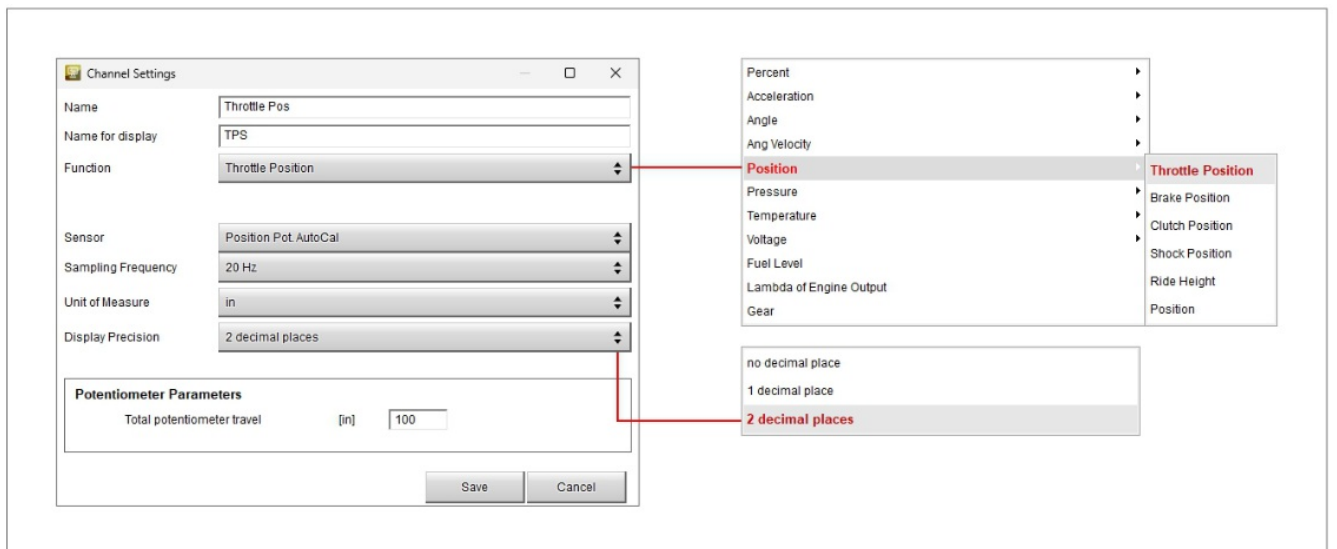 Channel Settings
Name
Throttle Pos
Name for display
TPS
Function
Throttle Position
Sensor
Position Pot. AutoCal
Sampling Frequency
20 Hz
Unit of Measure
in
Display Precision
2 decimal places
Potentiometer Parameters
Total potentiometer travel [in] 100
Save
Cancel
Percent
Acceleration
Angle
Ang Velocity
Position
Pressure
Temperature
Voltage
Fuel Level
Lambda of Engine Output
Gear
Throttle Position
Brake Position
Clutch Position
Shock Position
Ride Height
Position
no decimal place
1 decimal place
2 decimal places